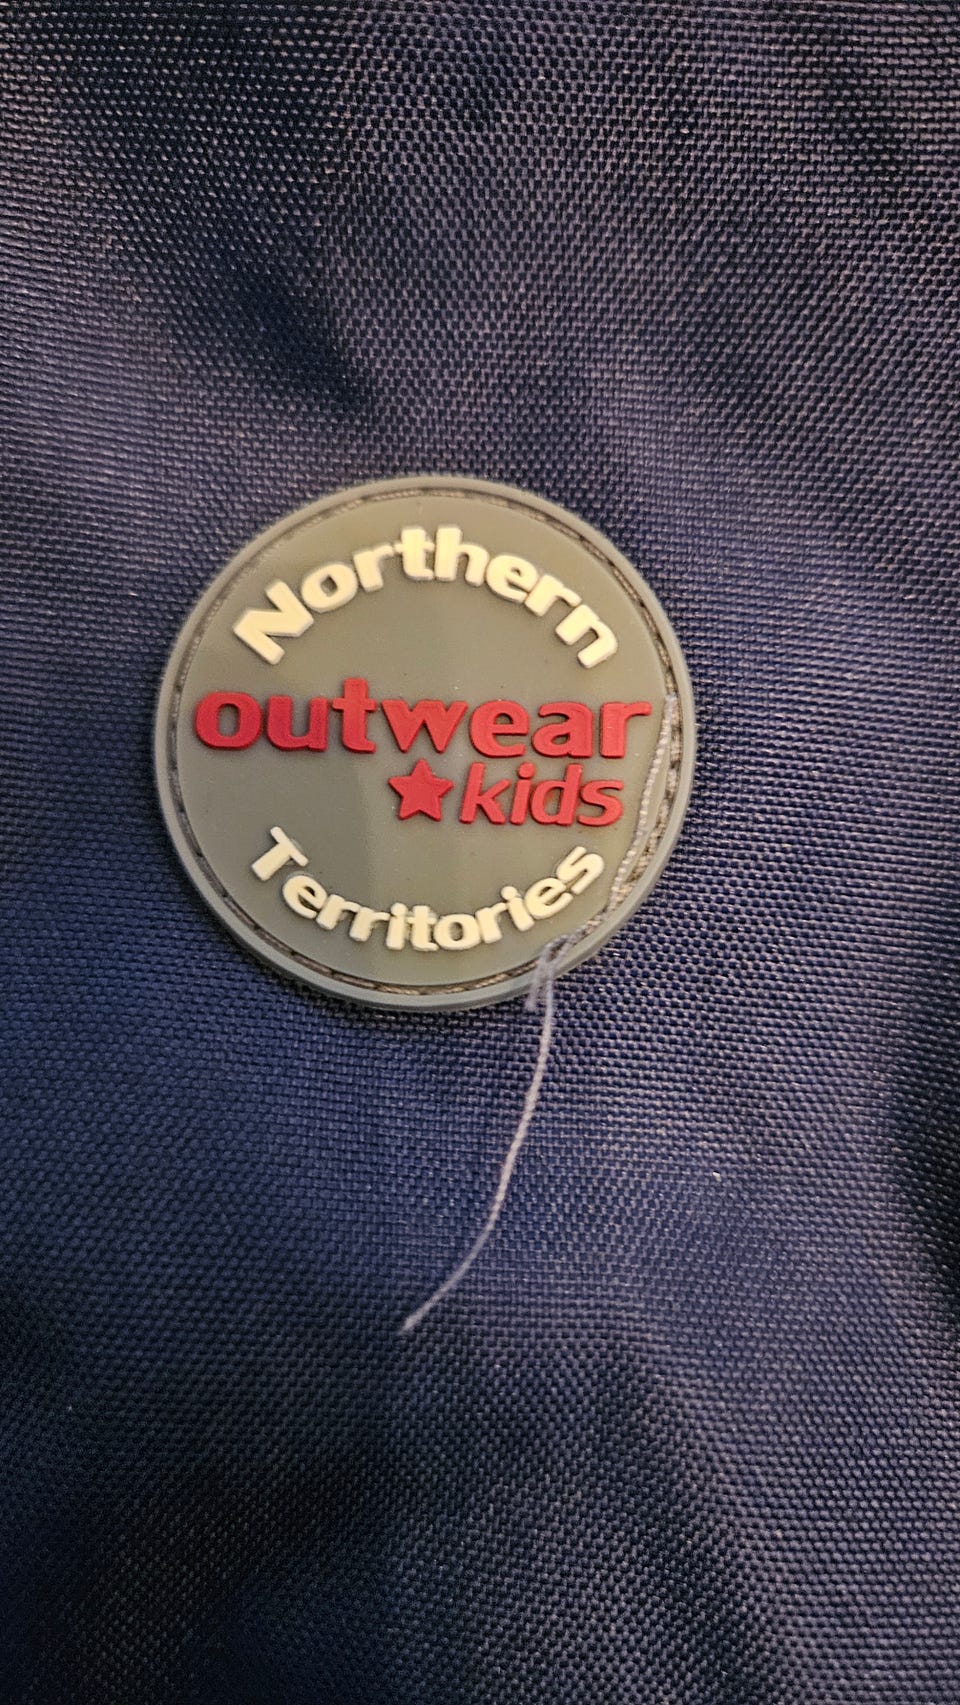 Northern
outwear
★kids
Territories